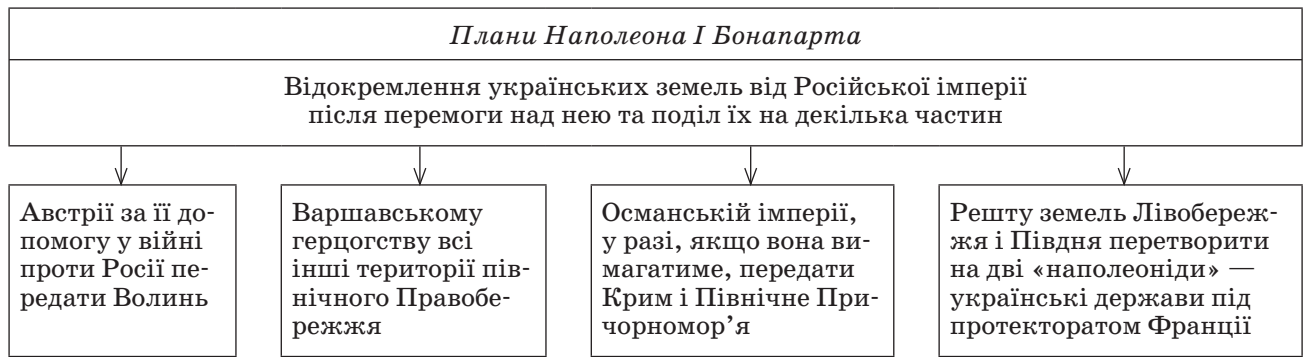 Плани Наполеона І Бонапарта
Відокремлення українських земель від Російської імперії
після перемоги над нею та поділ їх на декілька частин
Австрії за її до-
помогу у війні
проти Росії пе-
редати Волинь
Варшавському
герцогству всі
інші території пів-
нічного Правобе-
режжя
Османській імперії,
у разі, якщо вона ви-
магатиме, передати
Крим і Північне При-
чорномор’я
Решту земель Лівобереж-
жя і Півдня перетворити
на дві «наполеоніди» —
українські держави під
протекторатом Франції